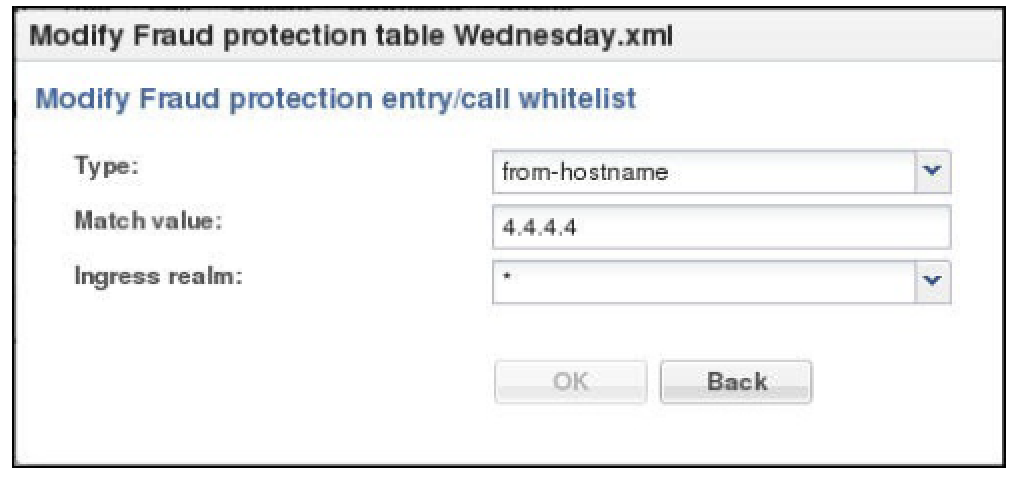 Modify Fraud protection table Wednesday.xml
Modify Fraud protection entry/call whitelist
Type: from-hostname
Match value: 4.4.4.4
Ingress realm: *
OK Back